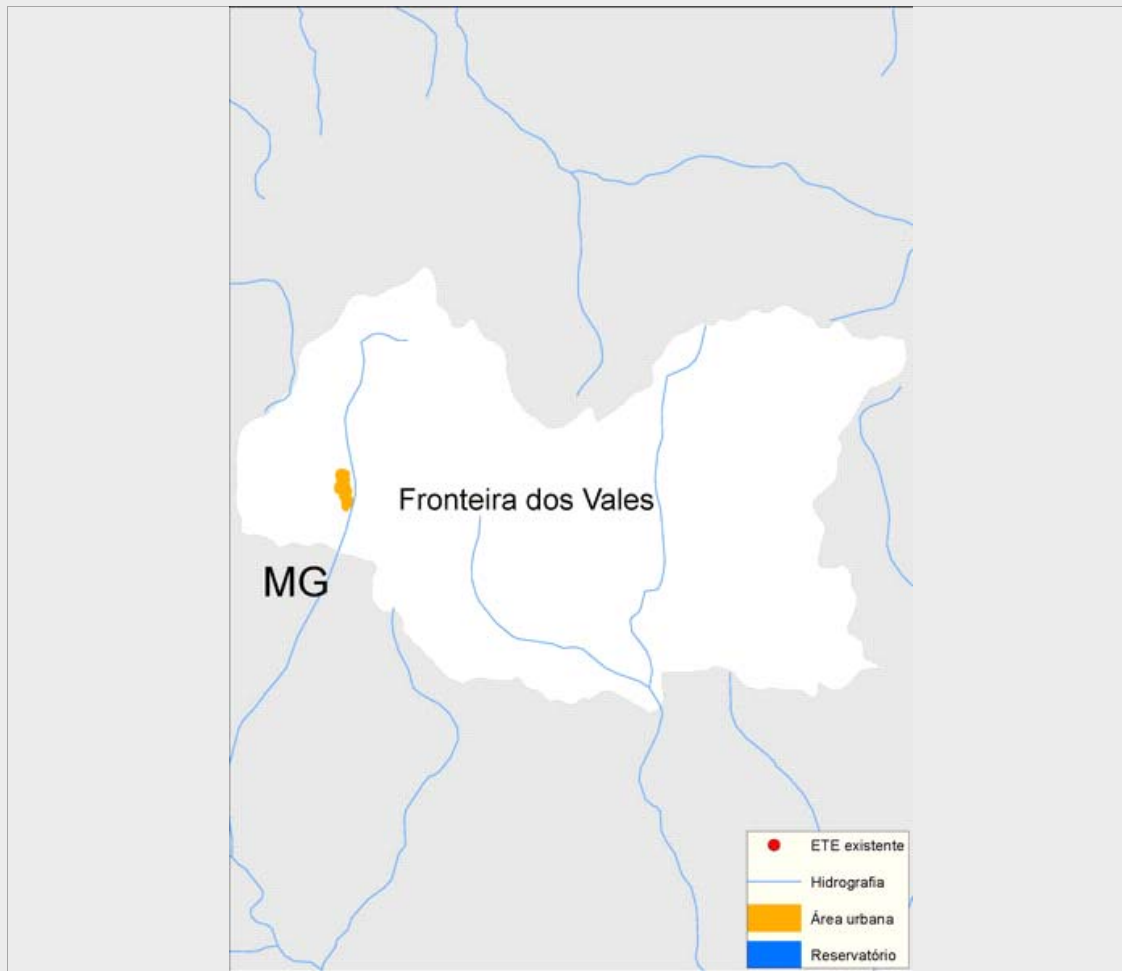 Fronteira dos Vales
MG
ETE existente
Hidrografia
Área urbana
Reservatório